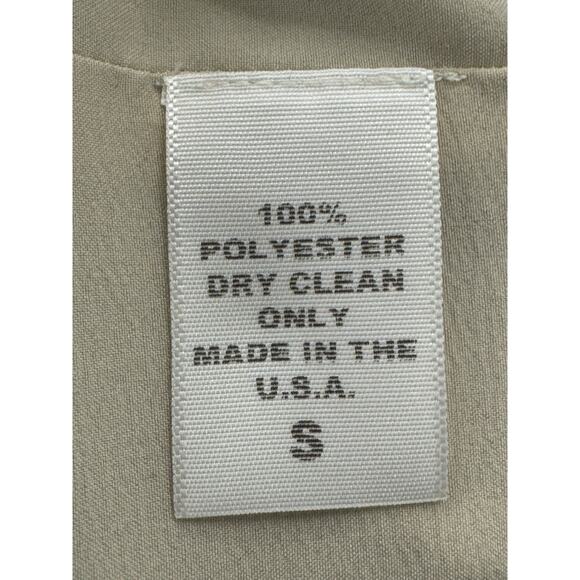 100%
POLYESTER
DRY CLEAN
ONLY
MADE IN THE
U.S.A.
S